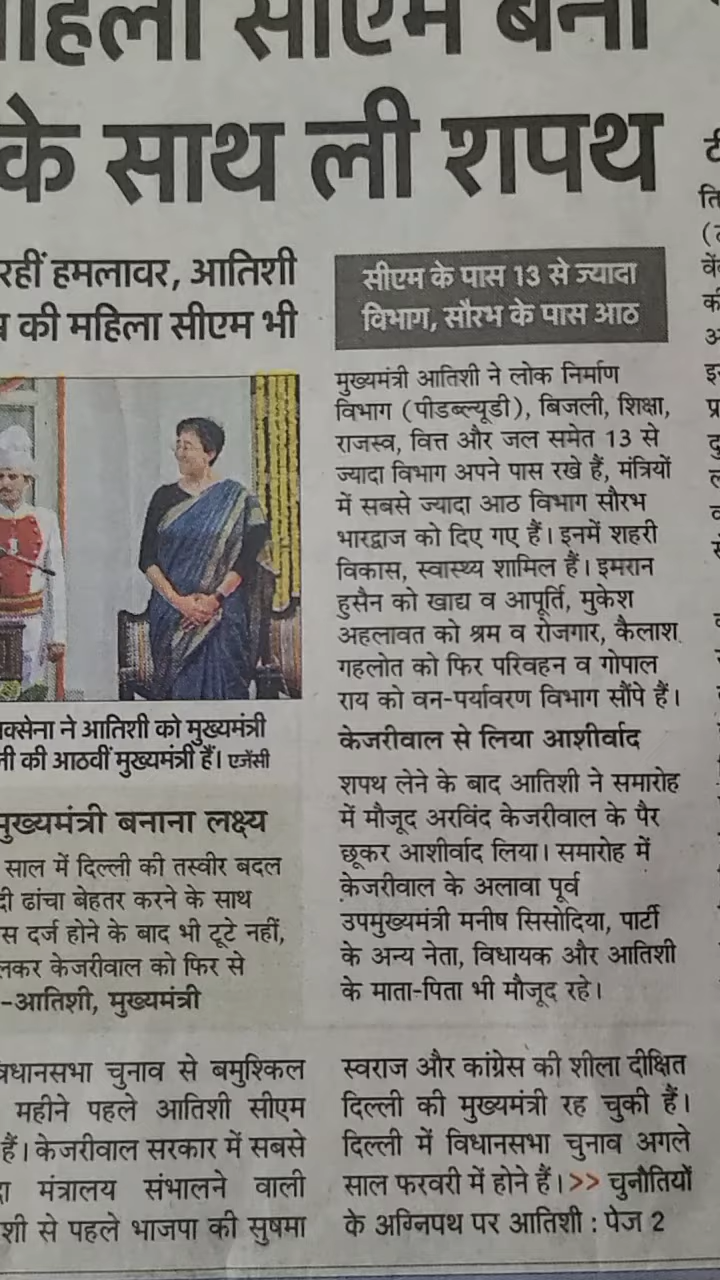 महिला सीएम बनीं
के साथ ली शपथ
रहीं हमलावर, आतिशी
की महिला सीएम भी
सीएम के पास 13 से ज्यादा
विभाग, सौरभ के पास आठ
मुख्यमंत्री आतिशी ने लोक निर्माण
विभाग (पीडब्ल्यूडी), बिजली, शिक्षा,
राजस्व, वित्त और जल समेत 13 से
ज्यादा विभाग अपने पास रखे हैं, मंत्रियों
में सबसे ज्यादा आठ विभाग सौरभ
भारद्वाज को दिए गए हैं। इनमें शहरी
विकास, स्वास्थ्य शामिल हैं। इमरान
हुसैन को खाद्य व आपूर्ति, मुकेश
अहलावत को श्रम व रोजगार, कैलाश
गहलोत को फिर परिवहन व गोपाल
राय को वन-पर्यावरण विभाग सौंपे हैं।
केजरीवाल से लिया आशीर्वाद
शपथ लेने के बाद आतिशी ने समारोह
में मौजूद अरविंद केजरीवाल के पैर
छूकर आशीर्वाद लिया। समारोह में
केजरीवाल के अलावा पूर्व
उपमुख्यमंत्री मनीष सिसोदिया, पार्टी
के अन्य नेता, विधायक और आतिशी
के माता-पिता भी मौजूद रहे।
क्सेना ने आतिशी को मुख्यमंत्री
की आठवीं मुख्यमंत्री हैं। एजेंसी
मुख्यमंत्री बनाना लक्ष्य
साल में दिल्ली की तस्वीर बदल
दी ढांचा बेहतर करने के साथ
स दर्ज होने के बाद भी टूटे नहीं,
लकर केजरीवाल को फिर से
-आतिशी, मुख्यमंत्री
विधानसभा चुनाव से बमुश्किल
महीने पहले आतिशी सीएम
हैं। केजरीवाल सरकार में सबसे
मंत्रालय संभालने वाली
शी से पहले भाजपा की सुषमा
स्वराज और कांग्रेस की शीला दीक्षित
दिल्ली की मुख्यमंत्री रह चुकी हैं।
दिल्ली में विधानसभा चुनाव अगले
साल फरवरी में होने हैं। >> चुनौतियों
के अग्निपथ पर आतिशी : पेज 2